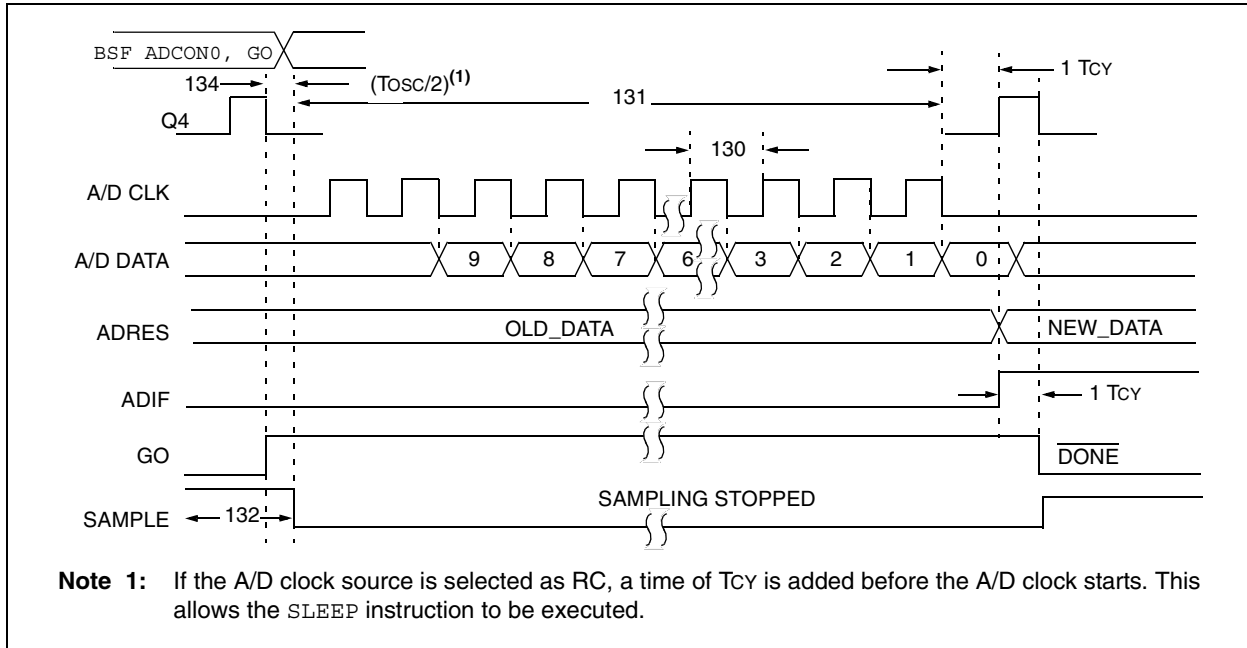 BSF ADCON0, GO
134
(TOSC/2)(1)
131
1 TCY
Q4
130
A/D CLK
A/D DATA
9 8 7 6 3 2 1 0
ADRES
OLD_DATA
NEW_DATA
ADIF
1 TCY
GO
DONE
SAMPLING STOPPED
SAMPLE
132
Note 1: If the A/D clock source is selected as RC, a time of TCY is added before the A/D clock starts. This
allows the SLEEP instruction to be executed.